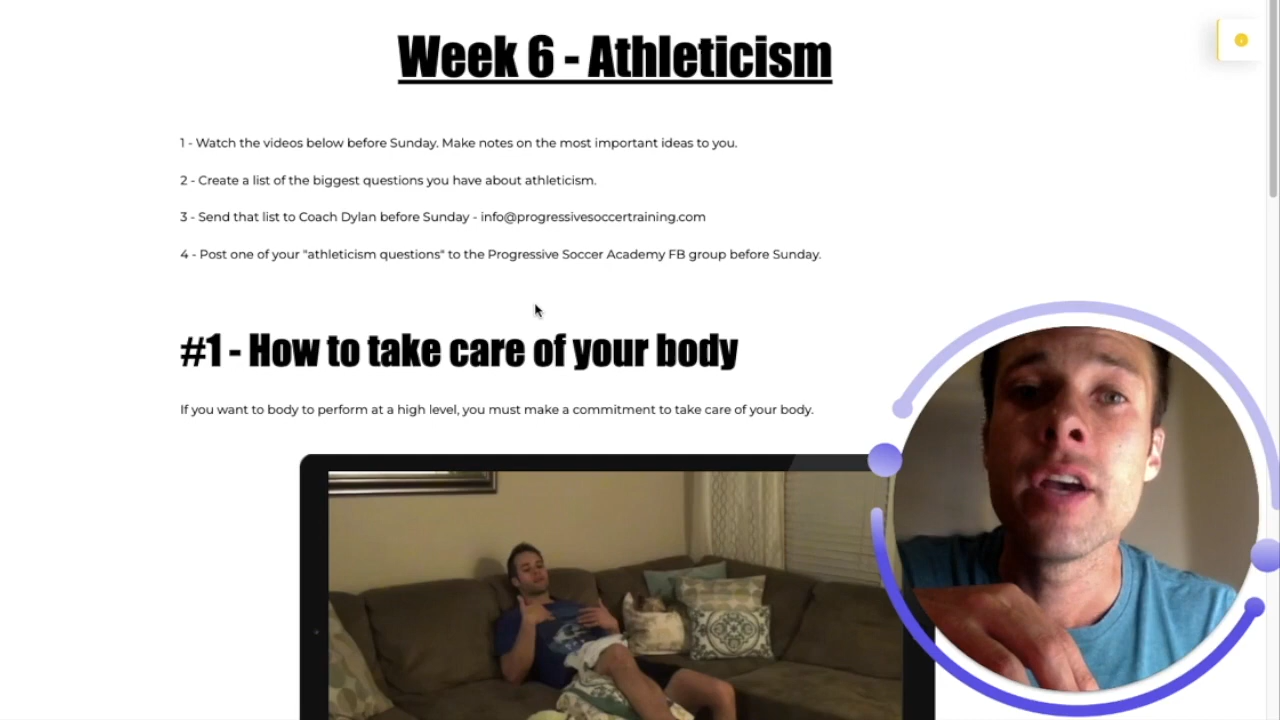 Week 6 - Athleticism
1 - Watch the videos below before Sunday. Make notes on the most important ideas to you.
2 - Create a list of the biggest questions you have about athleticism.
3 - Send that list to Coach Dylan before Sunday - info@progressivesoccertraining.com
4 - Post one of your "athleticism questions" to the Progressive Soccer Academy FB group before Sunday.
#1 - How to take care of your body
If you want to body to perform at a high level, you must make a commitment to take care of your body.